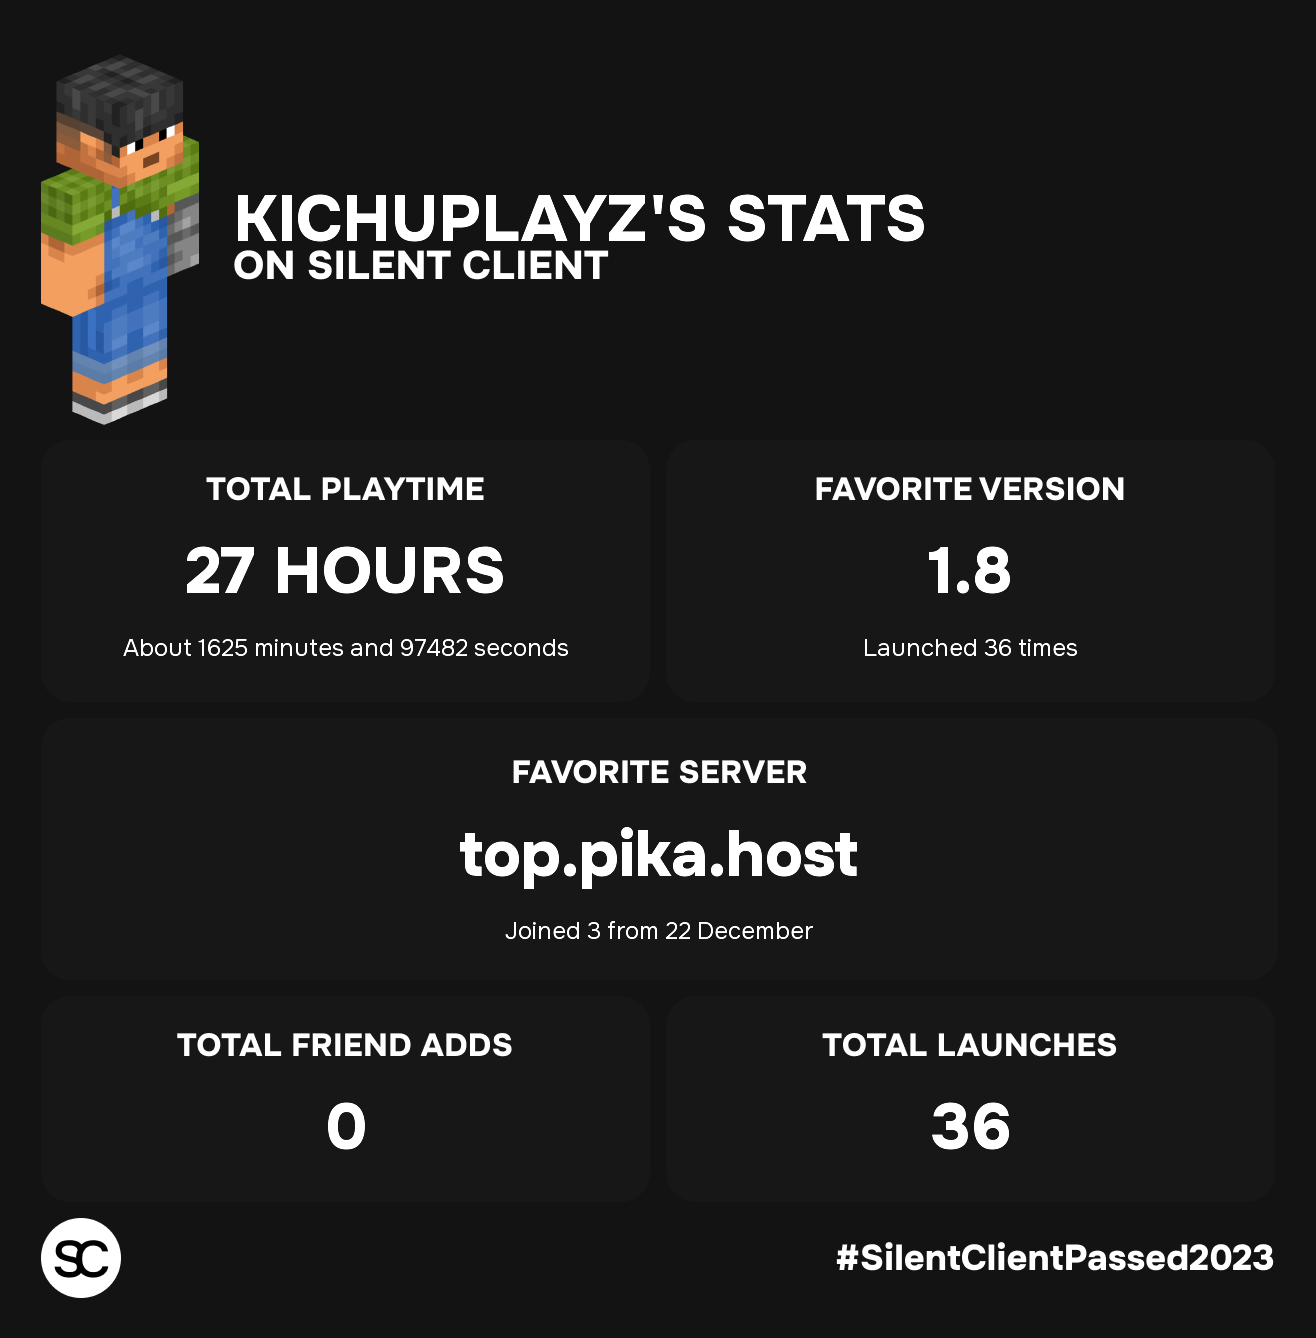 KICHUPLAYZ'S STATS
ON SILENT CLIENT
TOTAL PLAYTIME
27 HOURS
About 1625 minutes and 97482 seconds
FAVORITE VERSION
1.8
Launched 36 times
FAVORITE SERVER
top.pika.host
Joined 3 from 22 December
TOTAL FRIEND ADDS
0
TOTAL LAUNCHES
36
SC
#SilentClientPassed2023